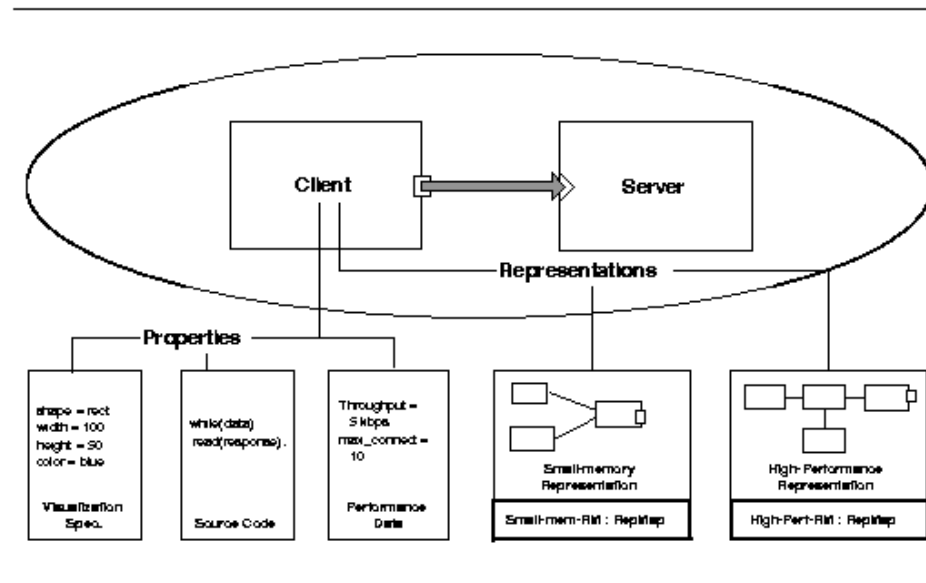 Client
Server
Representations
Properties
shape = rect
width = 100
height = 50
color = blue
Visualization
Spec.
while(data)
read(response).
Source Code
Throughput =
5 kbps
max_connect =
10
Performance
Data
Small-memory
Representation
Small-mem-RM : RepMap
High-Performance
Representation
High-Perf-RM : RepMap